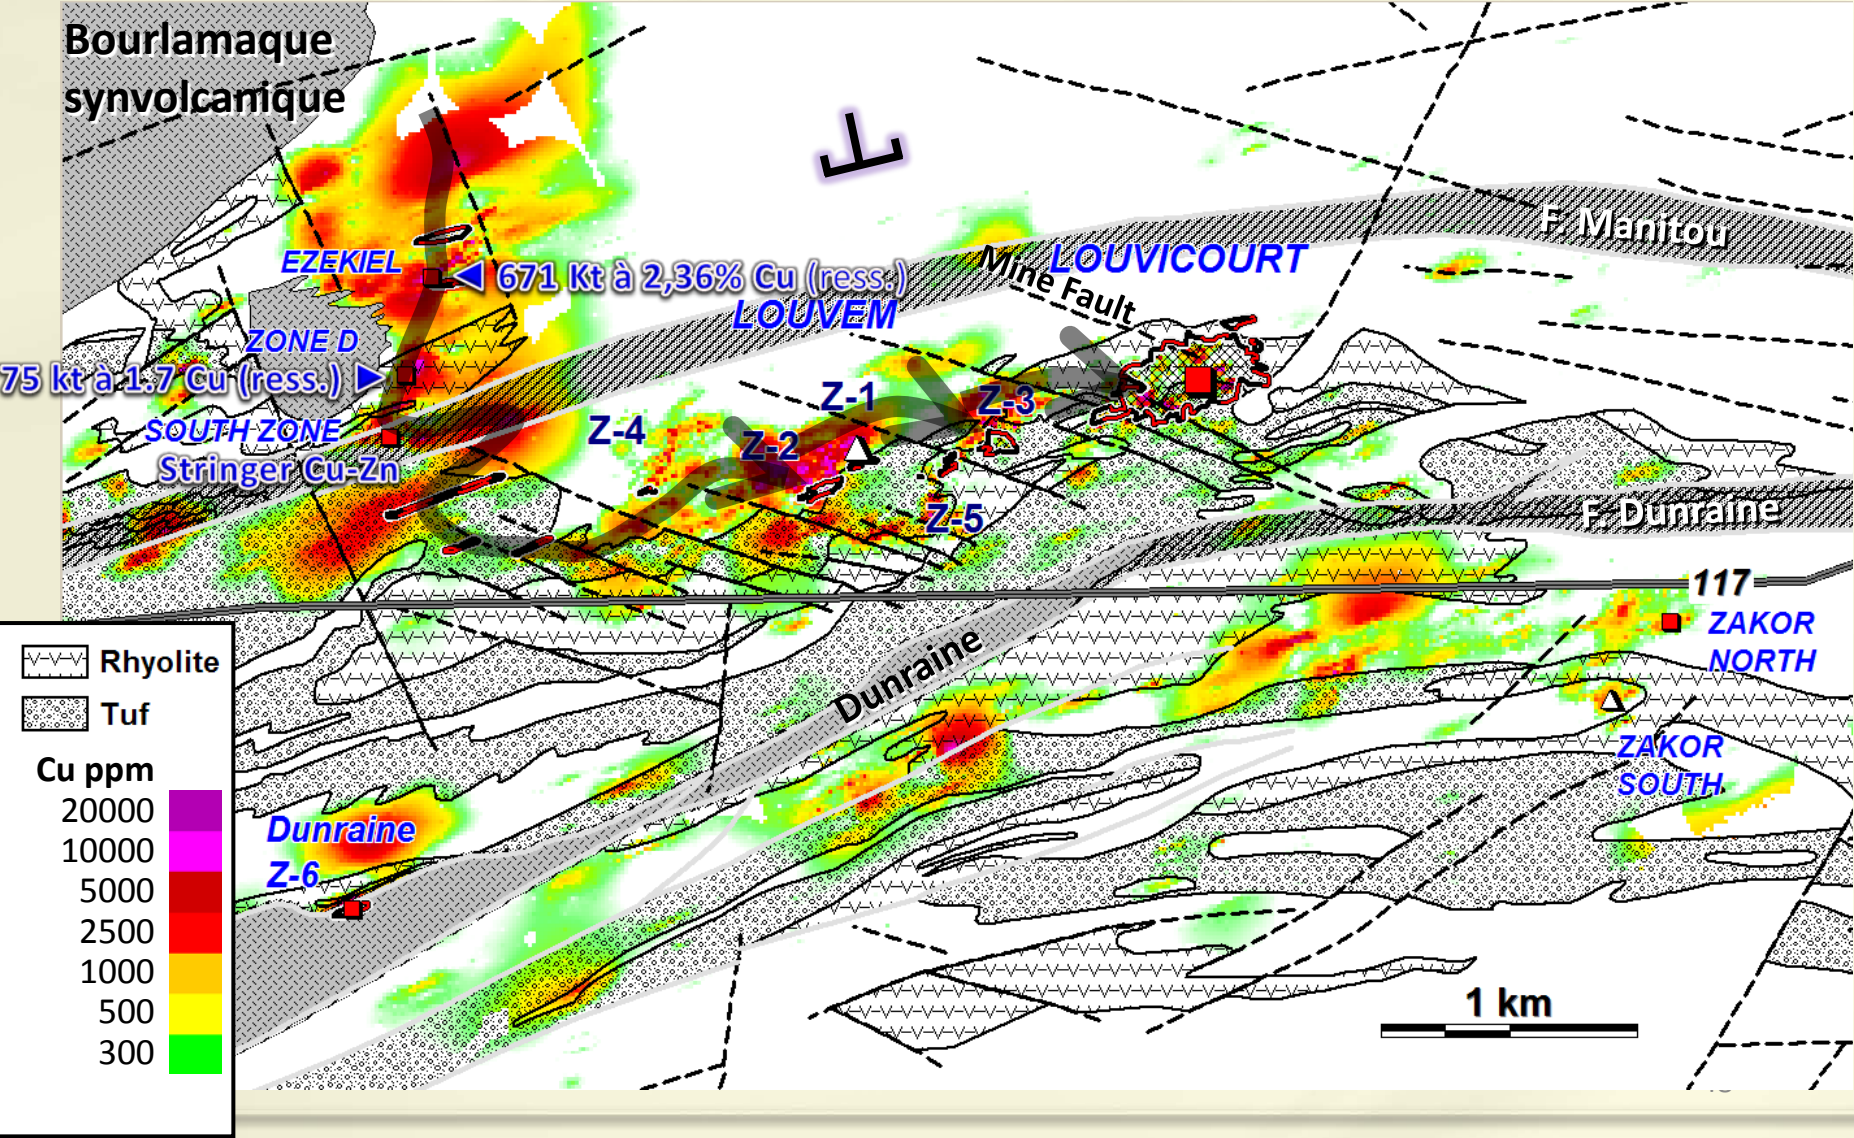 Bourlamaque
synvolcanique
F. Manitou
EZEKIEL
671 Kt à 2,36% Cu (ress.)
Mine Fault
LOUVICOURT
LOUVEM
ZONE D
75 kt à 1.7 Cu (ress.)
Z-1
Z-3
SOUTH ZONE
Z-4
Z-2
Stringer Cu-Zn
Z-5
F. Dunraine
117
ZAKOR
NORTH
Dunraine
ZAKOR
SOUTH
Rhyolite
Tuf
Cu ppm
20000
10000
5000
2500
1000
500
300
Dunraine
Z-6
1 km